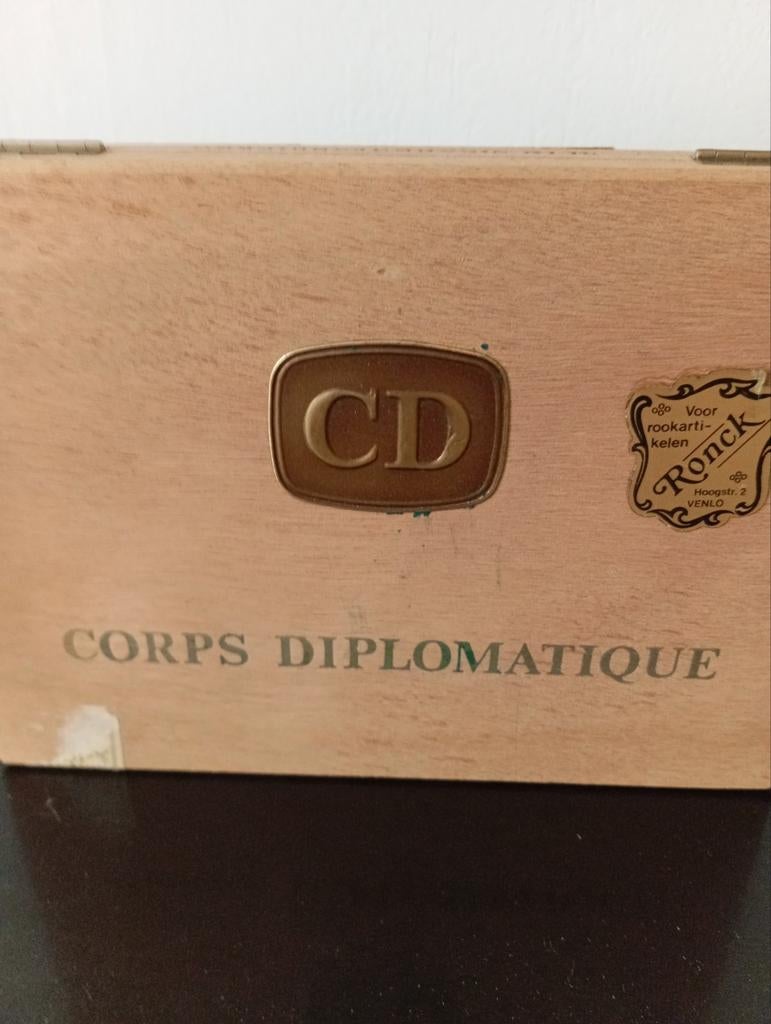 CD
Voor
rookarti-
kelen
Ronck
Hoogstr. 2
VENLO
CORPS DIPLOMATIQUE